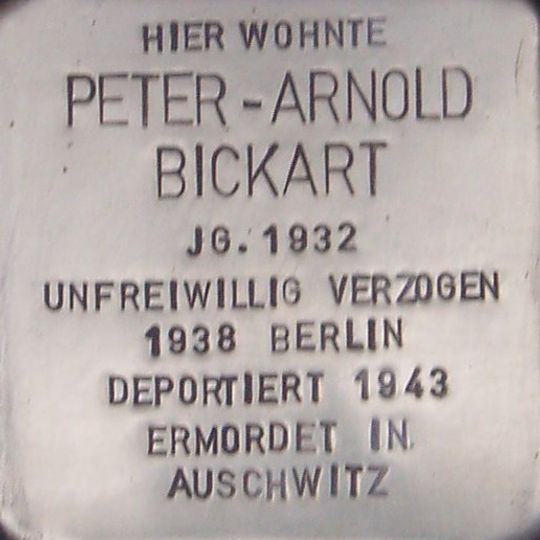 HIER WOHNTE
PETER-ARNOLD
BICKART
JG. 1932
UNFREIWILLIG VERZOGEN
1938 BERLIN
DEPORTIERT 1943
ERMORDET IN
AUSCHWITZ